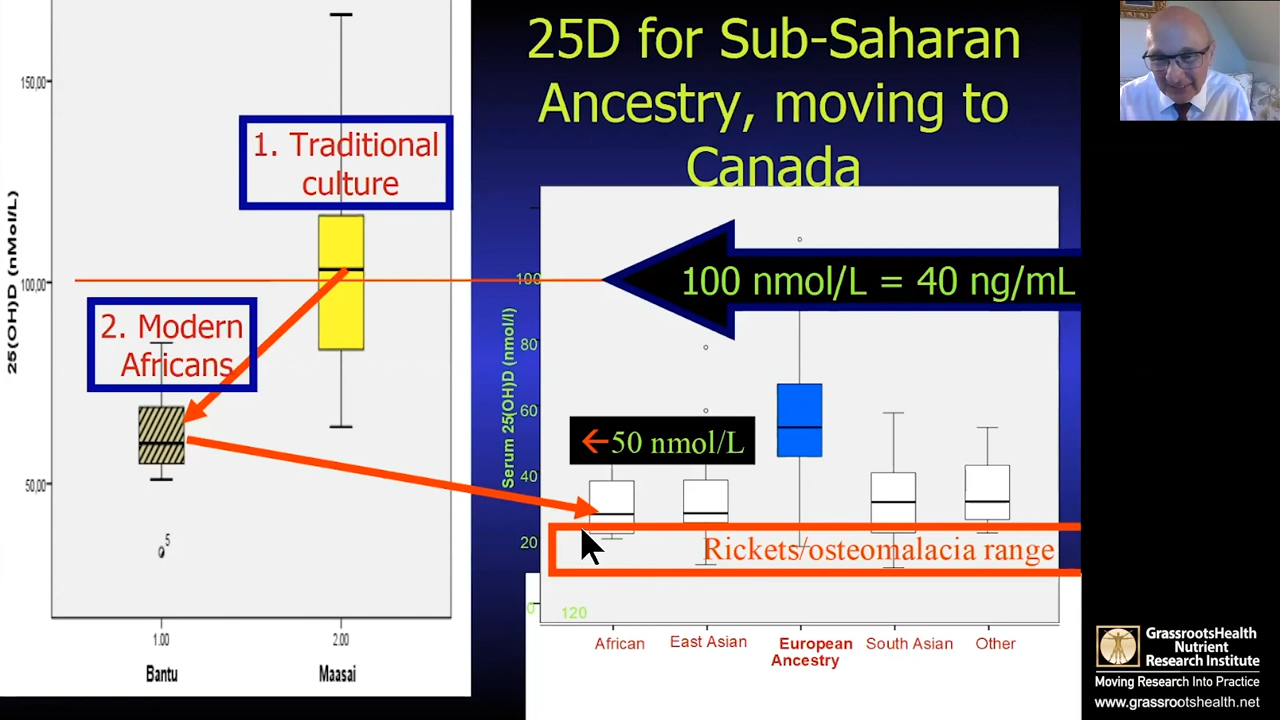 25D for Sub-Saharan
Ancestry, moving to
Canada
25(OH)D (nMol/L)
150,00
100,00
50,00
1. Traditional
culture
2. Modern
Africans
5
1.00
2.00
Bantu
Maasai
100 nmol/L = 40 ng/mL
Serum 25(OH)D (nmol/l)
100
80
60
40
20
0
120
←50 nmol/L
Rickets/osteomalacia range
African
East Asian
European
Ancestry
South Asian
Other
GrassrootsHealth
Nutrient
Research Institute
Moving Research Into Practice
www.grassrootshealth.net